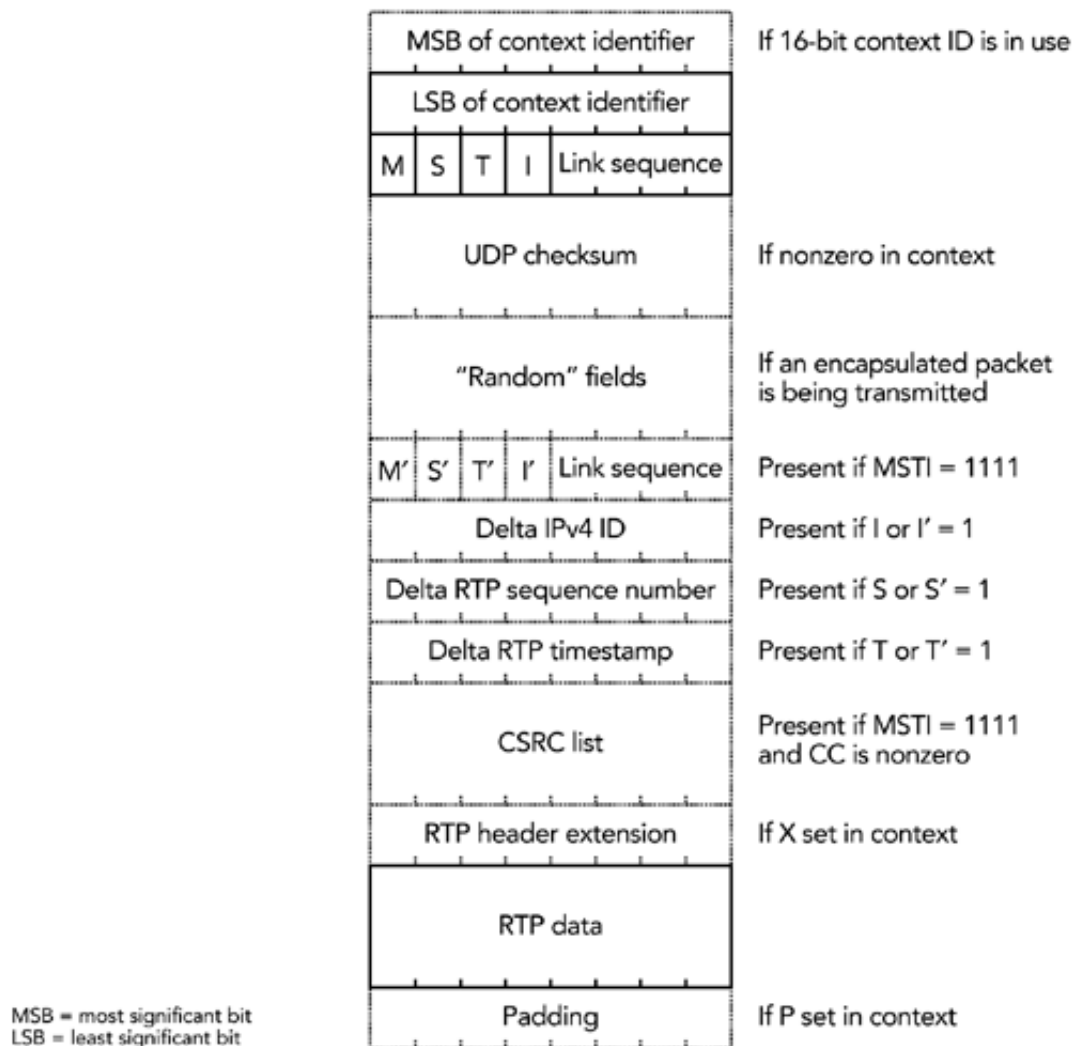 MSB of context identifier If 16-bit context ID is in use
LSB of context identifier
M S T I Link sequence
UDP checksum If nonzero in context
“Random” fields If an encapsulated packet
is being transmitted
M′ S′ T′ I′ Link sequence Present if MSTI = 1111
Delta IPv4 ID Present if I or I′ = 1
Delta RTP sequence number Present if S or S′ = 1
Delta RTP timestamp Present if T or T′ = 1
CSRC list Present if MSTI = 1111
and CC is nonzero
RTP header extension If X set in context
RTP data
Padding If P set in context
MSB = most significant bit
LSB = least significant bit